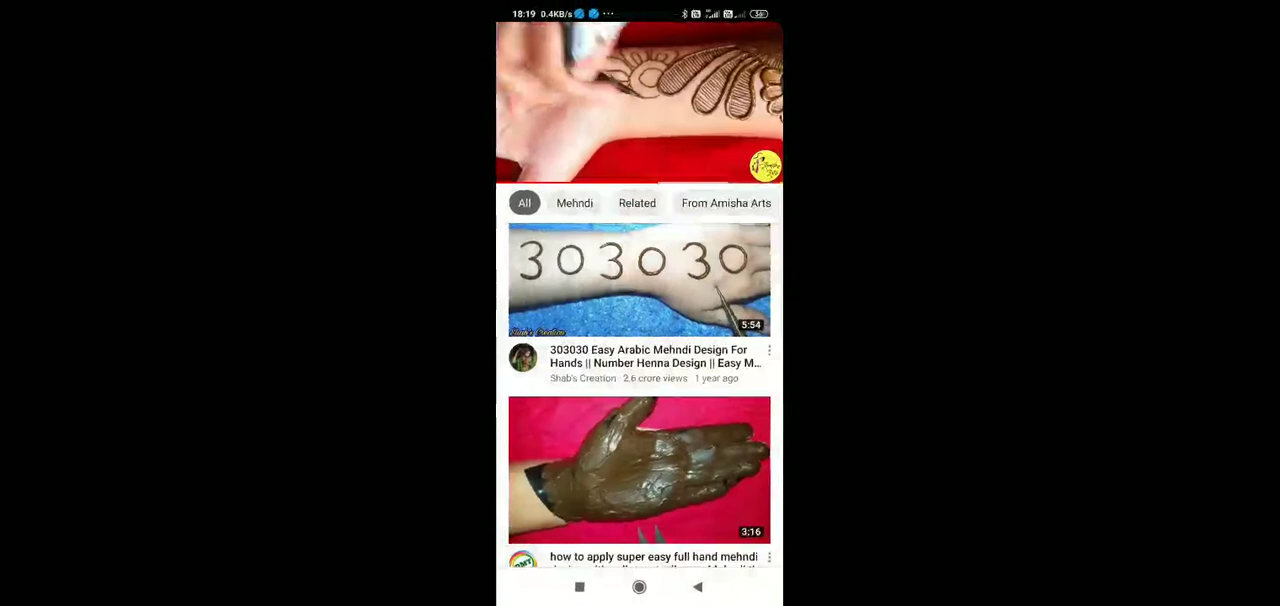 18:19 0.4KB/s
All Mehndi Related From Amisha Arts
303030
Shab's Creation
5:54
303030 Easy Arabic Mehndi Design For
Hands || Number Henna Design || Easy M...
Shab's Creation · 2.6 crore views · 1 year ago
3:16
how to apply super easy full hand mehndi